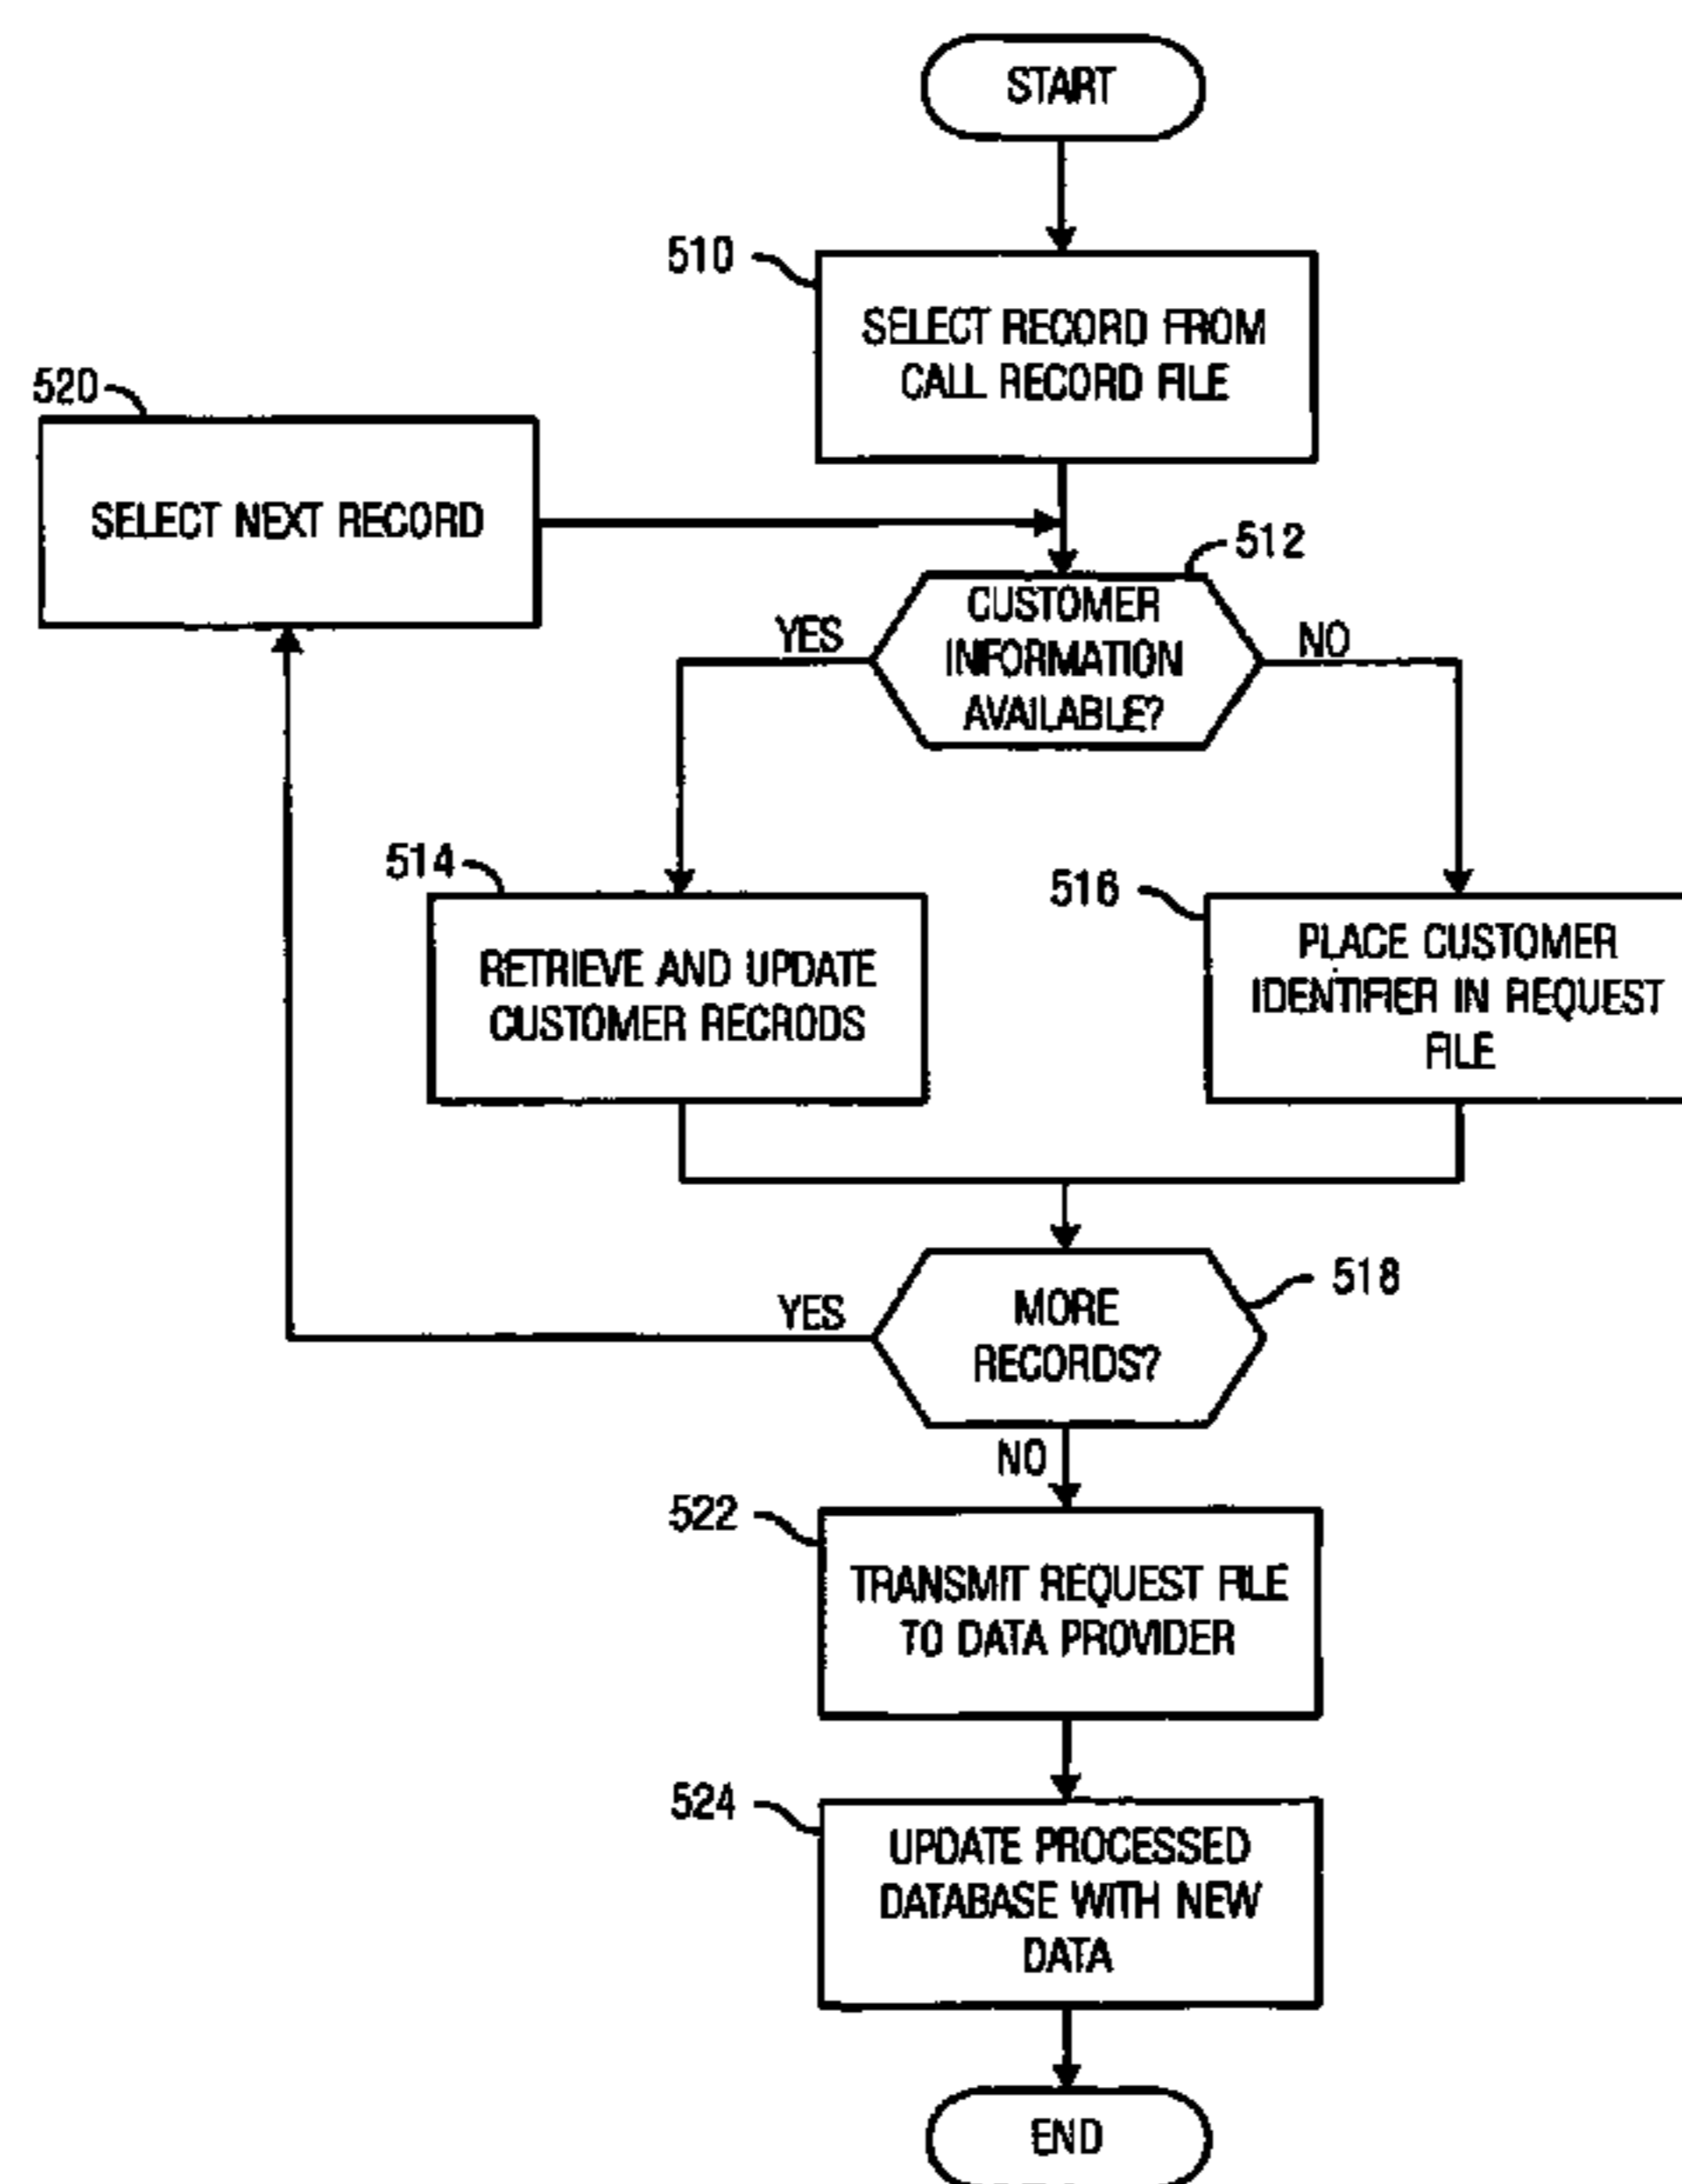 START
510
SELECT RECORD FROM
CALL RECORD FILE
520
SELECT NEXT RECORD
512
CUSTOMER
INFORMATION
AVAILABLE?
YES
NO
514
RETRIEVE AND UPDATE
CUSTOMER RECRODS
516
PLACE CUSTOMER
IDENTIFIER IN REQUEST
FILE
518
MORE
RECORDS?
YES
NO
522
TRANSMIT REQUEST FILE
TO DATA PROVIDER
524
UPDATE PROCESSED
DATABASE WITH NEW
DATA
END